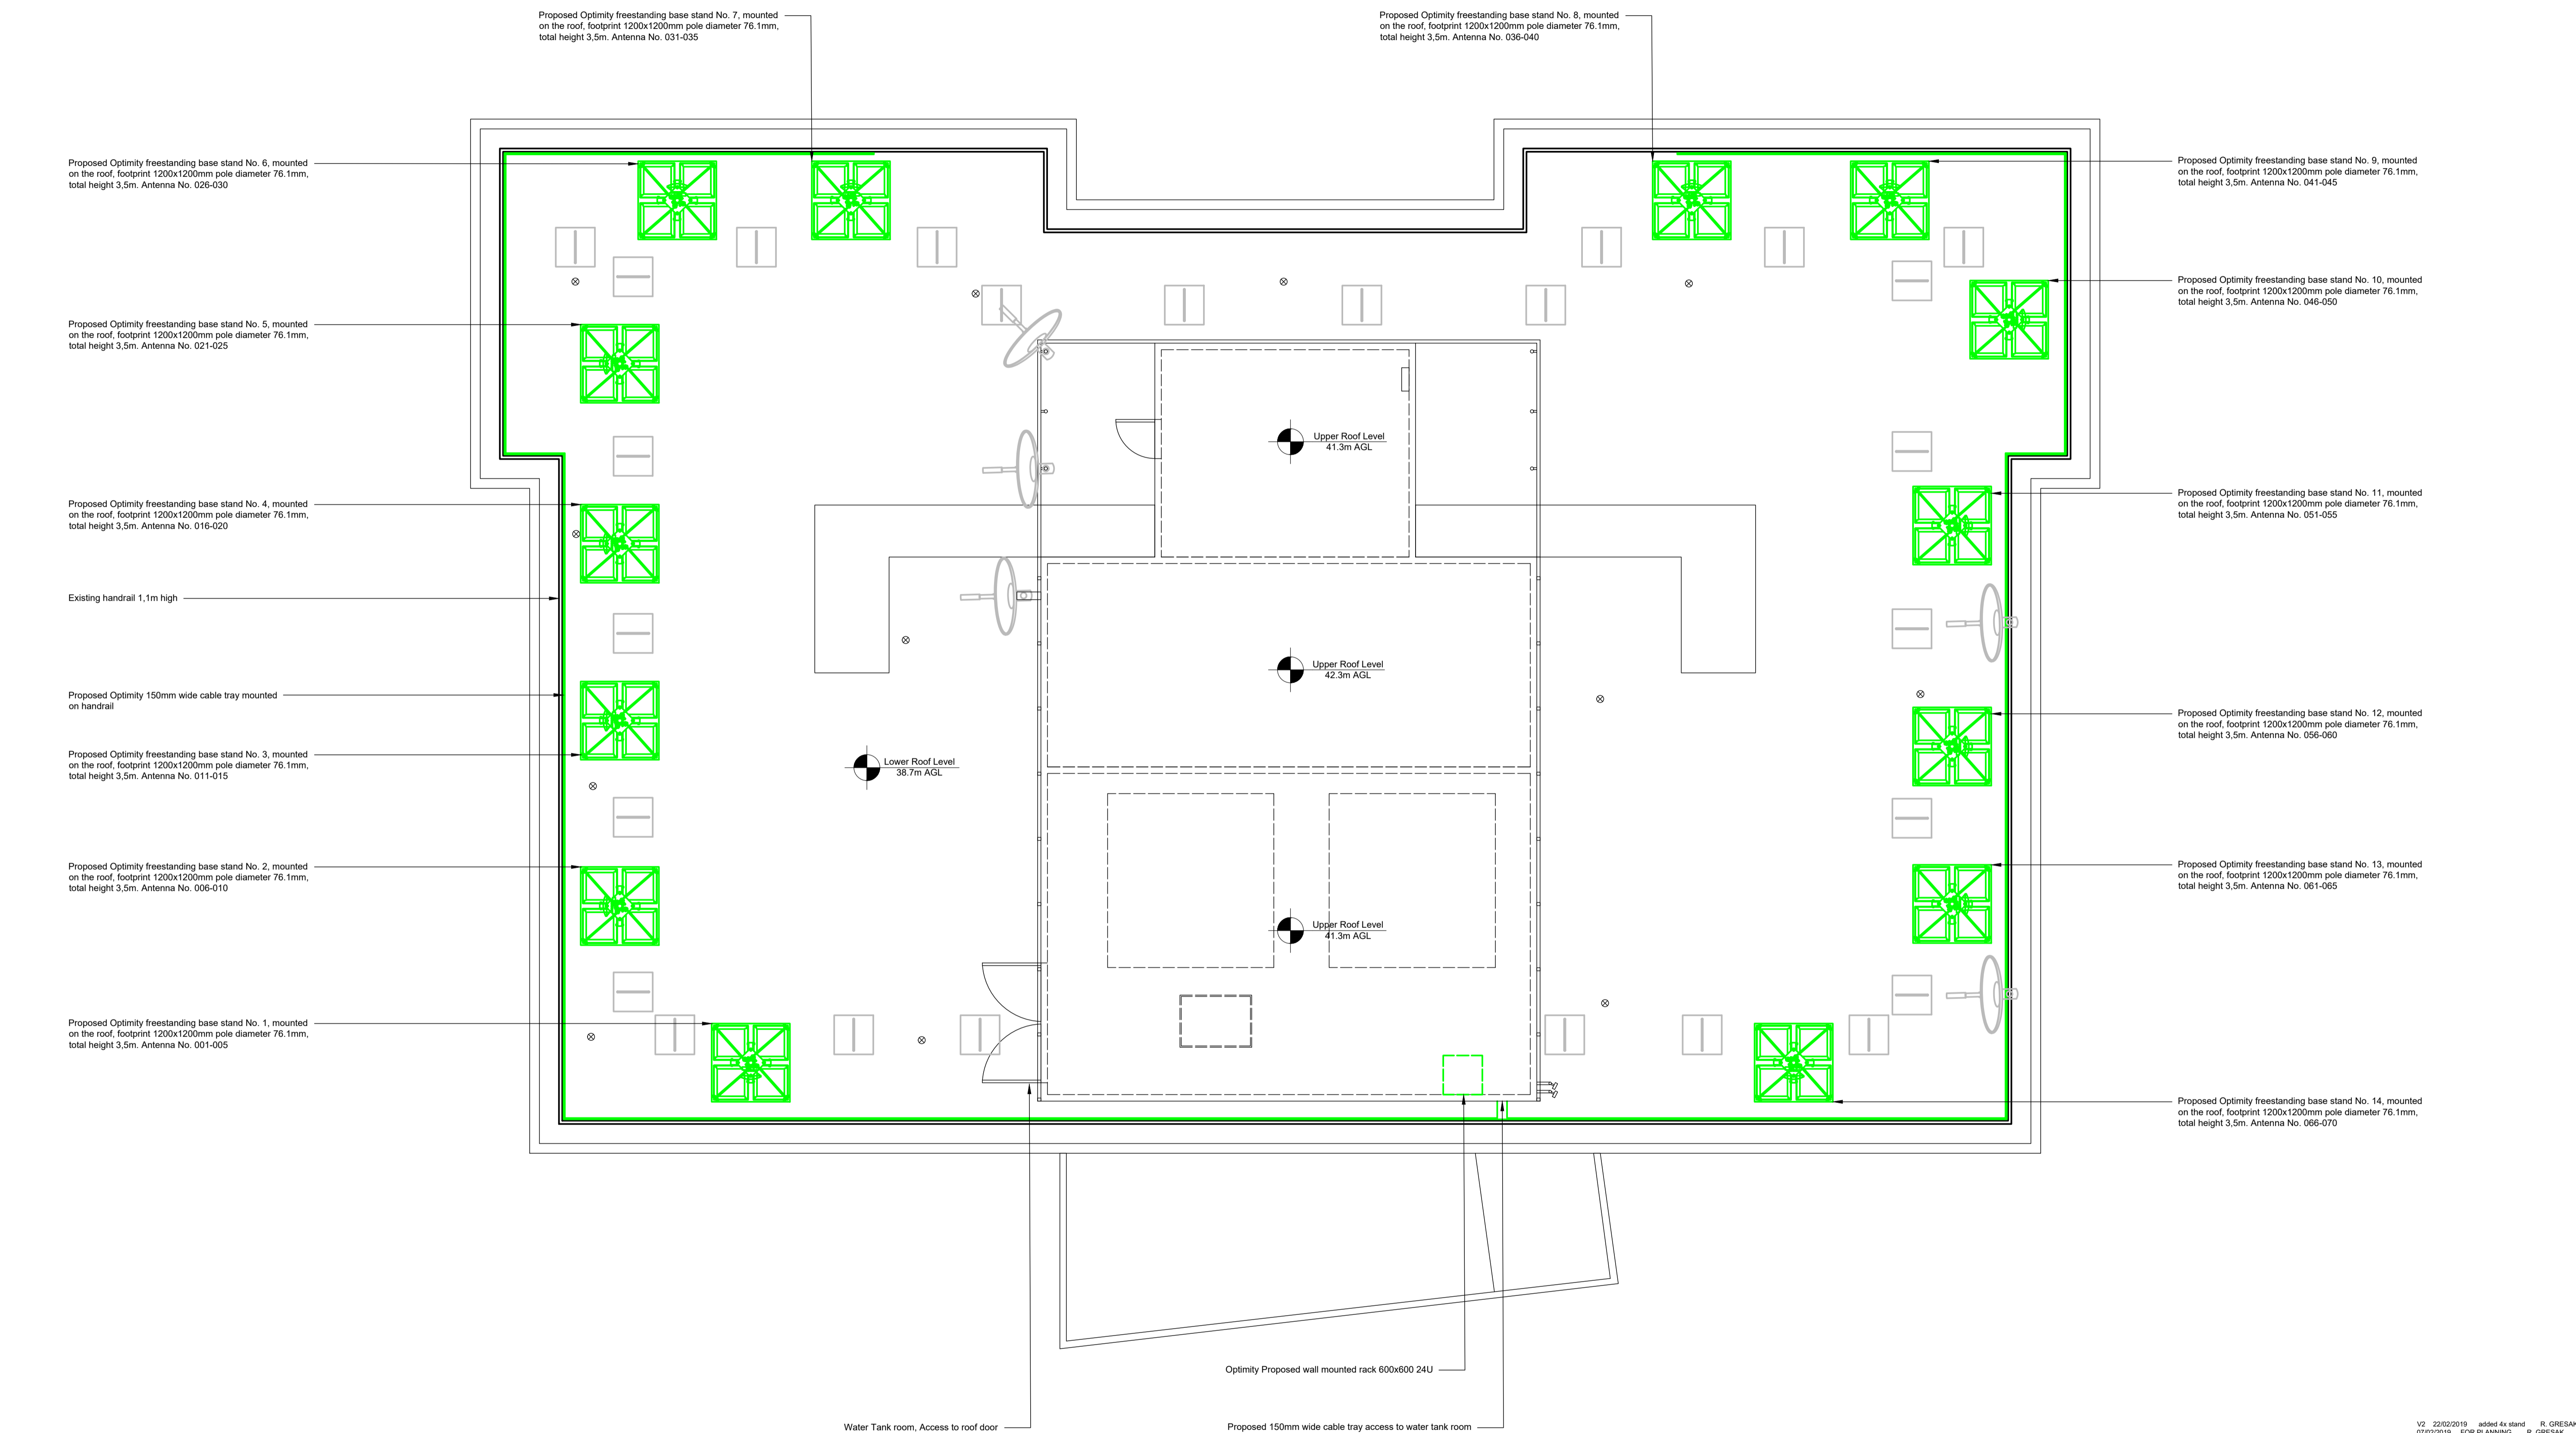 Proposed Optimity freestanding base stand No. 7, mounted
on the roof, footprint 1200x1200mm pole diameter 76.1mm,
total height 3,5m. Antenna No. 031-035
Proposed Optimity freestanding base stand No. 8, mounted
on the roof, footprint 1200x1200mm pole diameter 76.1mm,
total height 3,5m. Antenna No. 036-040
Proposed Optimity freestanding base stand No. 6, mounted
on the roof, footprint 1200x1200mm pole diameter 76.1mm,
total height 3,5m. Antenna No. 026-030
Proposed Optimity freestanding base stand No. 5, mounted
on the roof, footprint 1200x1200mm pole diameter 76.1mm,
total height 3,5m. Antenna No. 021-025
Proposed Optimity freestanding base stand No. 4, mounted
on the roof, footprint 1200x1200mm pole diameter 76.1mm,
total height 3,5m. Antenna No. 016-020
Existing handrail 1,1m high
Proposed Optimity 150mm wide cable tray mounted
on handrail
Proposed Optimity freestanding base stand No. 3, mounted
on the roof, footprint 1200x1200mm pole diameter 76.1mm,
total height 3,5m. Antenna No. 011-015
Proposed Optimity freestanding base stand No. 2, mounted
on the roof, footprint 1200x1200mm pole diameter 76.1mm,
total height 3,5m. Antenna No. 006-010
Proposed Optimity freestanding base stand No. 1, mounted
on the roof, footprint 1200x1200mm pole diameter 76.1mm,
total height 3,5m. Antenna No. 001-005
Upper Roof Level
41.3m AGL
Upper Roof Level
42.3m AGL
Lower Roof Level
38.7m AGL
Upper Roof Level
41.3m AGL
Proposed Optimity freestanding base stand No. 9, mounted
on the roof, footprint 1200x1200mm pole diameter 76.1mm,
total height 3,5m. Antenna No. 041-045
Proposed Optimity freestanding base stand No. 10, mounted
on the roof, footprint 1200x1200mm pole diameter 76.1mm,
total height 3,5m. Antenna No. 046-050
Proposed Optimity freestanding base stand No. 11, mounted
on the roof, footprint 1200x1200mm pole diameter 76.1mm,
total height 3,5m. Antenna No. 051-055
Proposed Optimity freestanding base stand No. 12, mounted
on the roof, footprint 1200x1200mm pole diameter 76.1mm,
total height 3,5m. Antenna No. 056-060
Proposed Optimity freestanding base stand No. 13, mounted
on the roof, footprint 1200x1200mm pole diameter 76.1mm,
total height 3,5m. Antenna No. 061-065
Proposed Optimity freestanding base stand No. 14, mounted
on the roof, footprint 1200x1200mm pole diameter 76.1mm,
total height 3,5m. Antenna No. 066-070
Optimity Proposed wall mounted rack 600x600 24U
Water Tank room, Access to roof door
Proposed 150mm wide cable tray access to water tank room
V2 22/02/2019 added 4x stand R. GRESAK
07/02/2019 FOR PLANNING R. GRESAK